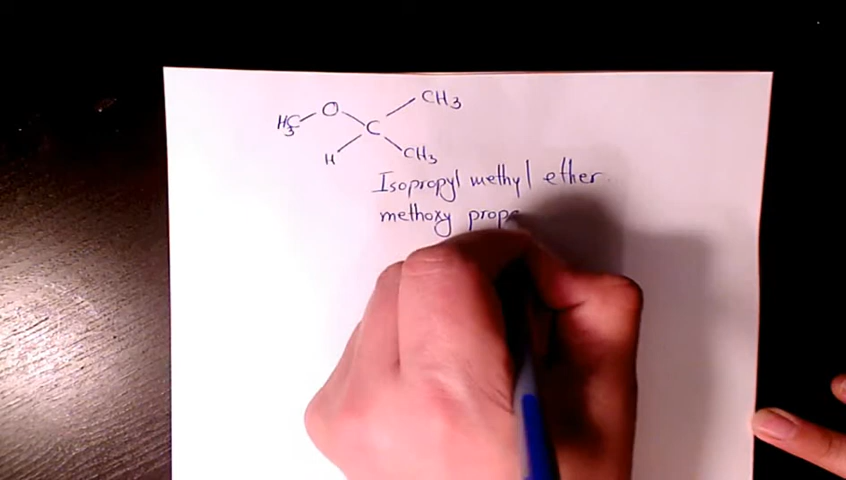 H3C O C CH3
H CH3
Isopropyl methyl ether
methoxy prop